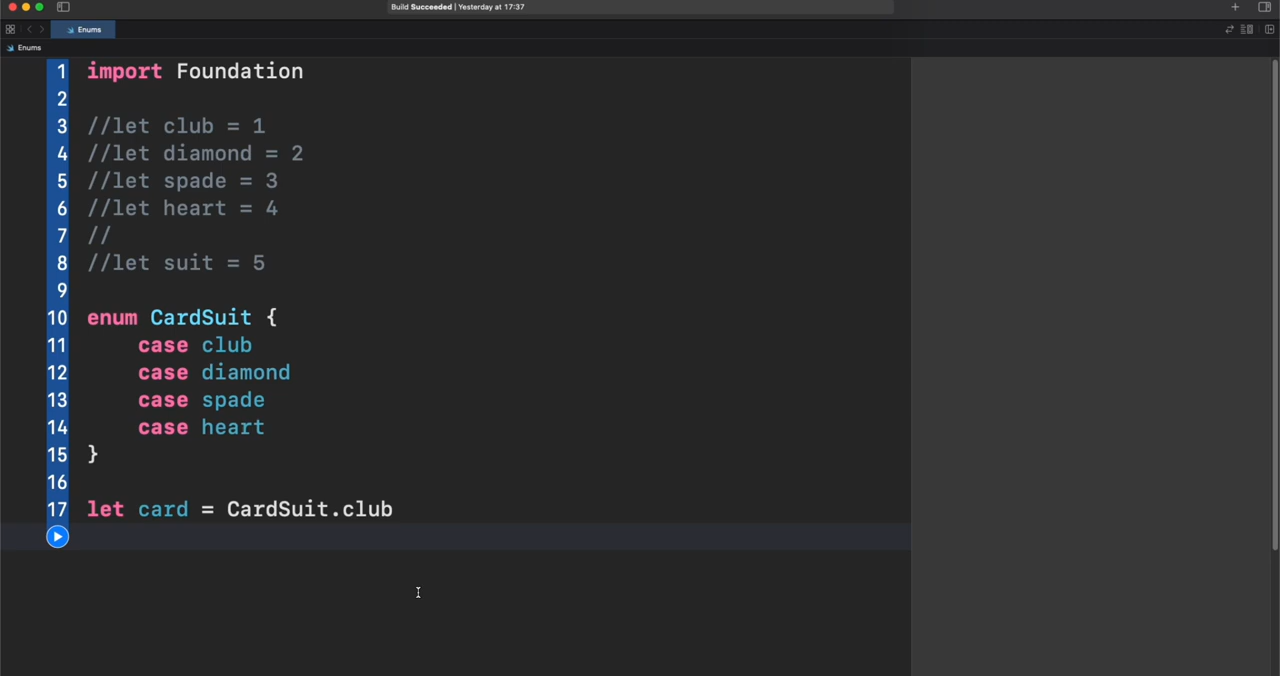 Build Succeeded | Yesterday at 17:37
Enums
Enums
1 import Foundation
2
3 //let club = 1
4 //let diamond = 2
5 //let spade = 3
6 //let heart = 4
7 //
8 //let suit = 5
9
10 enum CardSuit {
11     case club
12     case diamond
13     case spade
14     case heart
15 }
16
17 let card = CardSuit.club